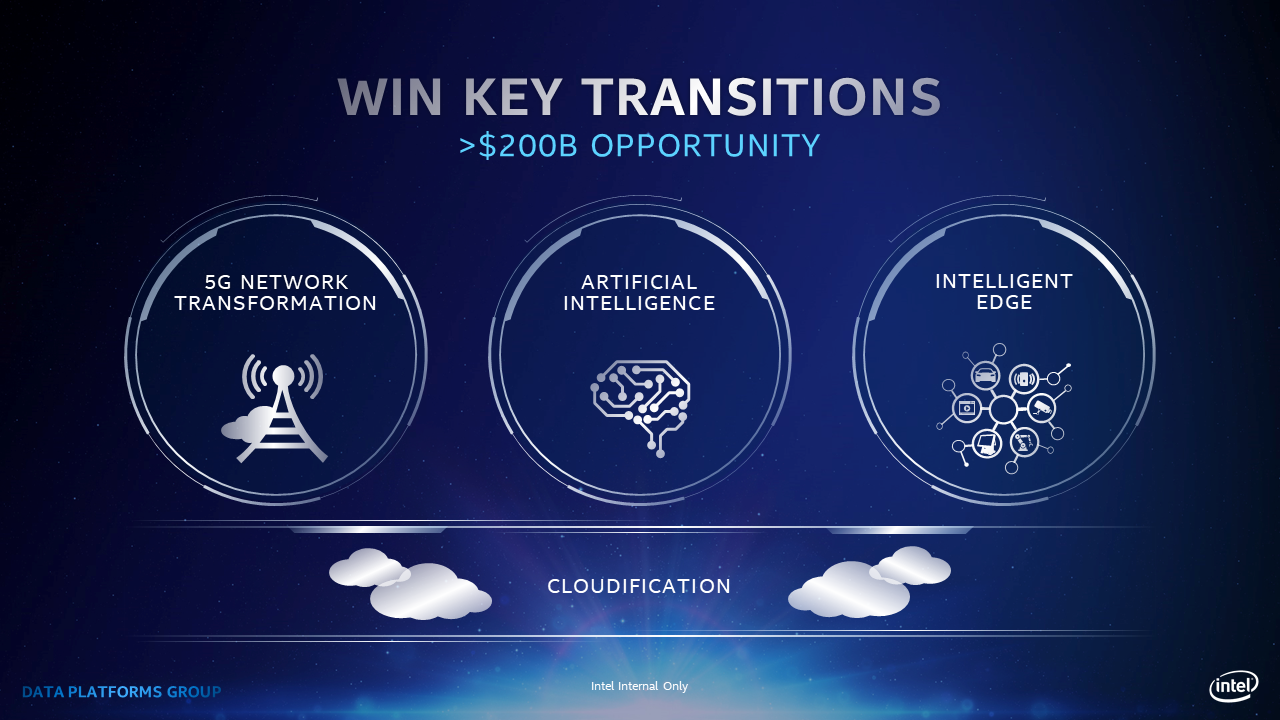 WIN KEY TRANSITIONS
>$200B OPPORTUNITY
5G NETWORK
TRANSFORMATION
ARTIFICIAL
INTELLIGENCE
INTELLIGENT
EDGE
CLOUDIFICATION
DATA PLATFORMS GROUP
Intel Internal Only
intel